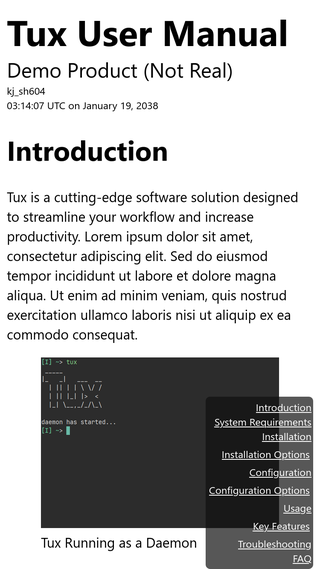 Tux User Manual
Demo Product (Not Real)
kj_sh604
03:14:07 UTC on January 19, 2038
Introduction
Tux is a cutting-edge software solution designed
to streamline your workflow and increase
productivity. Lorem ipsum dolor sit amet,
consectetur adipiscing elit. Sed do eiusmod
tempor incididunt ut labore et dolore magna
aliqua. Ut enim ad minim veniam, quis nostrud
exercitation ullamco laboris nisi ut aliquip ex ea
commodo consequat.
[I] ~> tux
daemon has started...
[I] ~>
Tux Running as a Daemon
Introduction
System Requirements
Installation
Installation Options
Configuration
Configuration Options
Usage
Key Features
Troubleshooting
FAQ